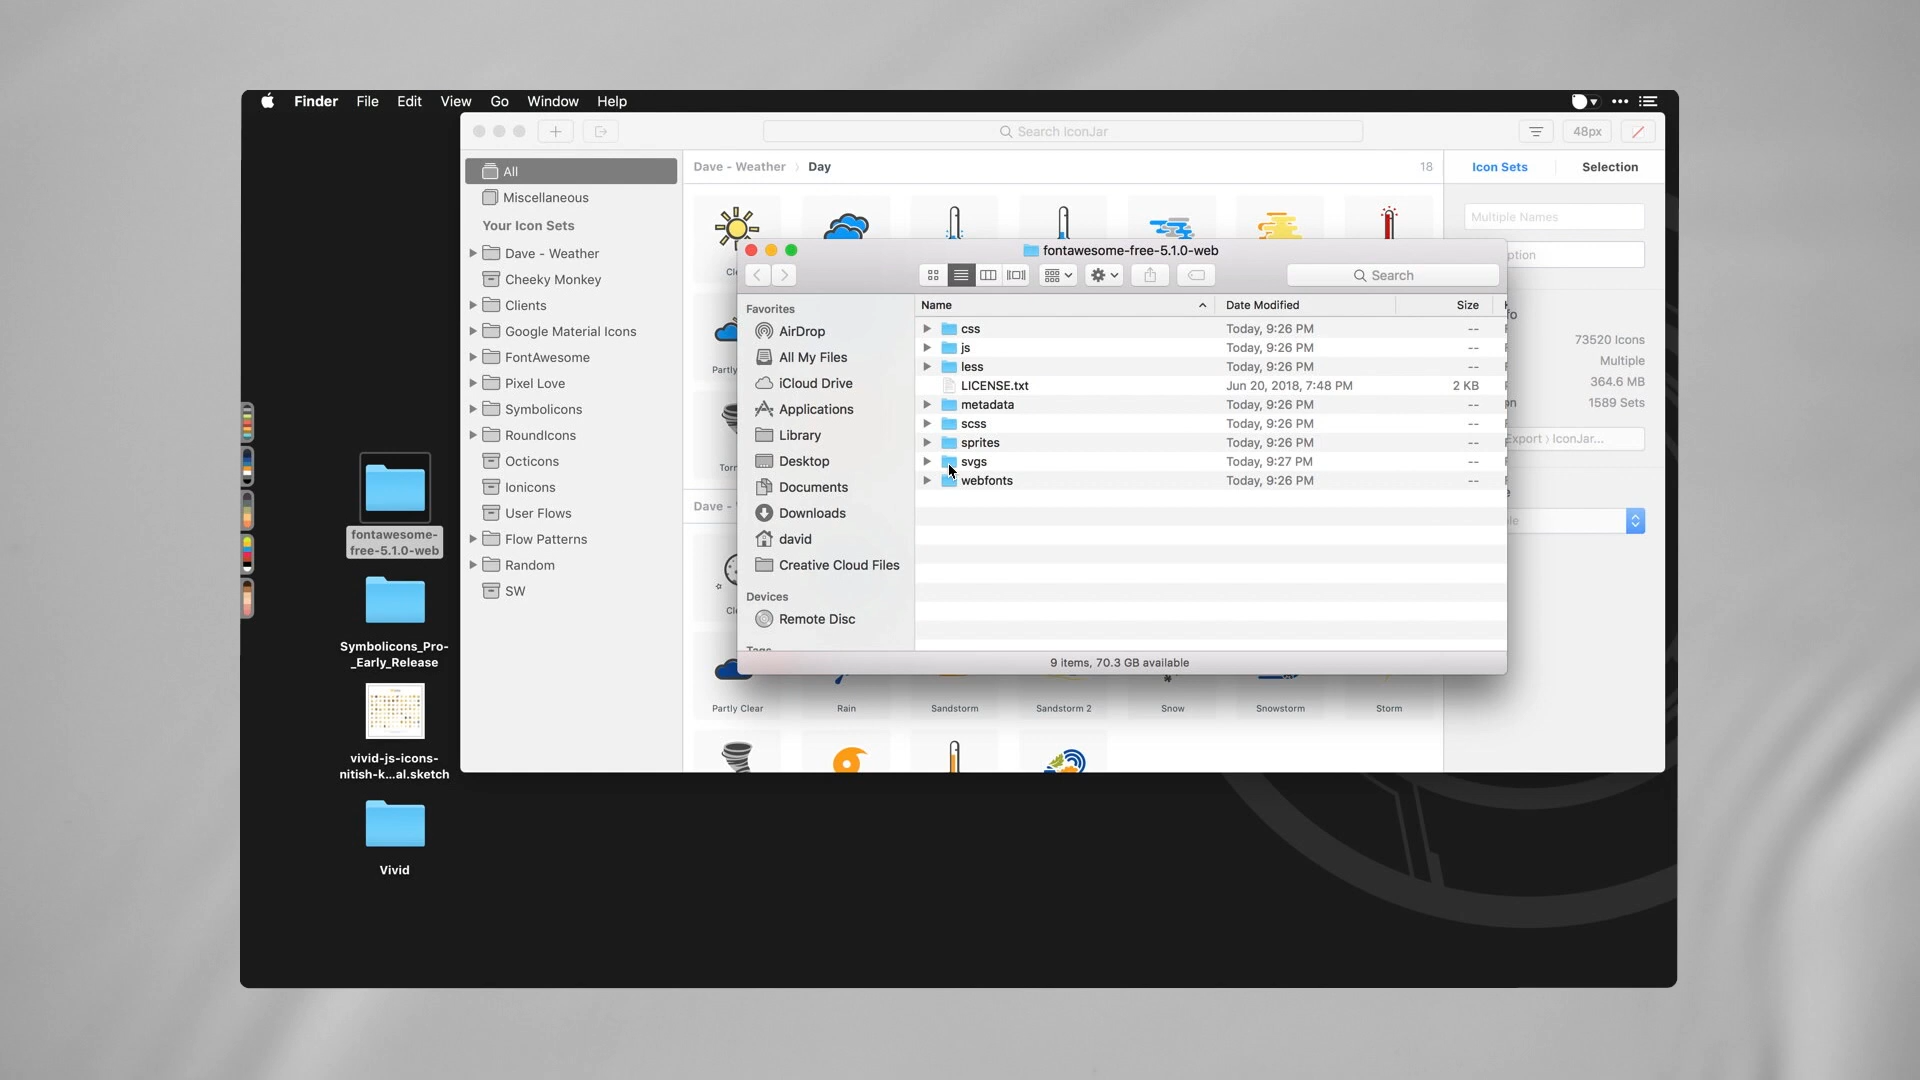 Finder File Edit View Go Window Help
Search IconJar
48px
All
Miscellaneous
Your Icon Sets
Dave - Weather
Cheeky Monkey
Clients
Google Material Icons
FontAwesome
Pixel Love
Symbolicons
RoundIcons
Octicons
Ionicons
User Flows
Flow Patterns
Random
SW
Dave - Weather › Day
18
Icon Sets
Selection
Multiple Names
73520 Icons
Multiple
364.6 MB
1589 Sets
Export › IconJar...
fontawesome-free-5.1.0-web
Search
Favorites
AirDrop
All My Files
iCloud Drive
Applications
Library
Desktop
Documents
Downloads
david
Creative Cloud Files
Devices
Remote Disc
Tags
Name Date Modified Size
css Today, 9:26 PM --
js Today, 9:26 PM --
less Today, 9:26 PM --
LICENSE.txt Jun 20, 2018, 7:48 PM 2 KB
metadata Today, 9:26 PM --
scss Today, 9:26 PM --
sprites Today, 9:26 PM --
svgs Today, 9:27 PM --
webfonts Today, 9:26 PM --
9 items, 70.3 GB available
Partly
Dave -
Partly Clear
Rain
Sandstorm
Sandstorm 2
Snow
Snowstorm
Storm
fontawesome-
free-5.1.0-web
Symbolicons_Pro-
_Early_Release
vivid-js-icons-
nitish-k...al.sketch
Vivid